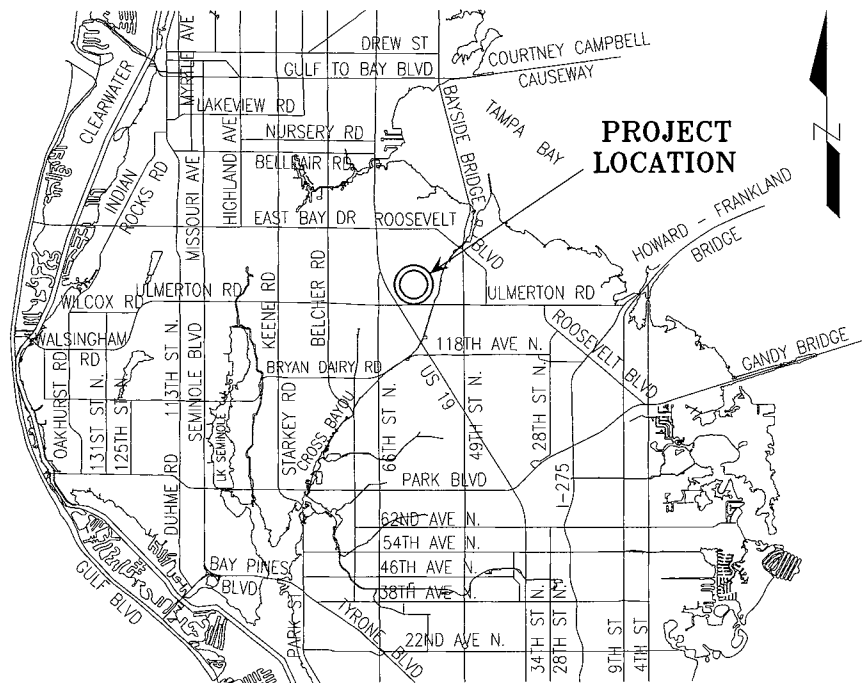 DREW ST
COURTNEY CAMPBELL
CAUSEWAY
GULF TO BAY BLVD
MYRTLE AVE
CLEARWATER
LAKEVIEW RD
BAYSIDE BRIDGE
TAMPA BAY
PROJECT
LOCATION
NURSERY RD
HIGHLAND AVE
BELLEAIR RD
INDIAN
ROCKS RD
MISSOURI AVE
HOWARD - FRANKLAND
BRIDGE
EAST BAY DR
ROOSEVELT
BLVD
ULMERTON RD
ULMERTON RD
WILCOX RD
KEENE RD
BELCHER RD
WALSINGHAM
RD
ROOSEVELT BLVD
118TH AVE N.
GANDY BRIDGE
OAKHURST RD
131ST ST N.
125TH ST N.
113TH ST N.
SEMINOLE BLVD
BRYAN DAIRY RD
US 19
LK SEMINOLE
STARKEY RD
CROSS BAYOU
66TH ST N.
49TH ST N.
28TH ST N.
I-275
PARK BLVD
DUHME RD
62ND AVE N.
54TH AVE N.
46TH AVE N.
38TH AVE N.
BAY PINES
BLVD
GULF BLVD
PARK ST
TYRONE BLVD
22ND AVE N.
34TH ST N.
28TH ST N.
9TH ST
4TH ST
N